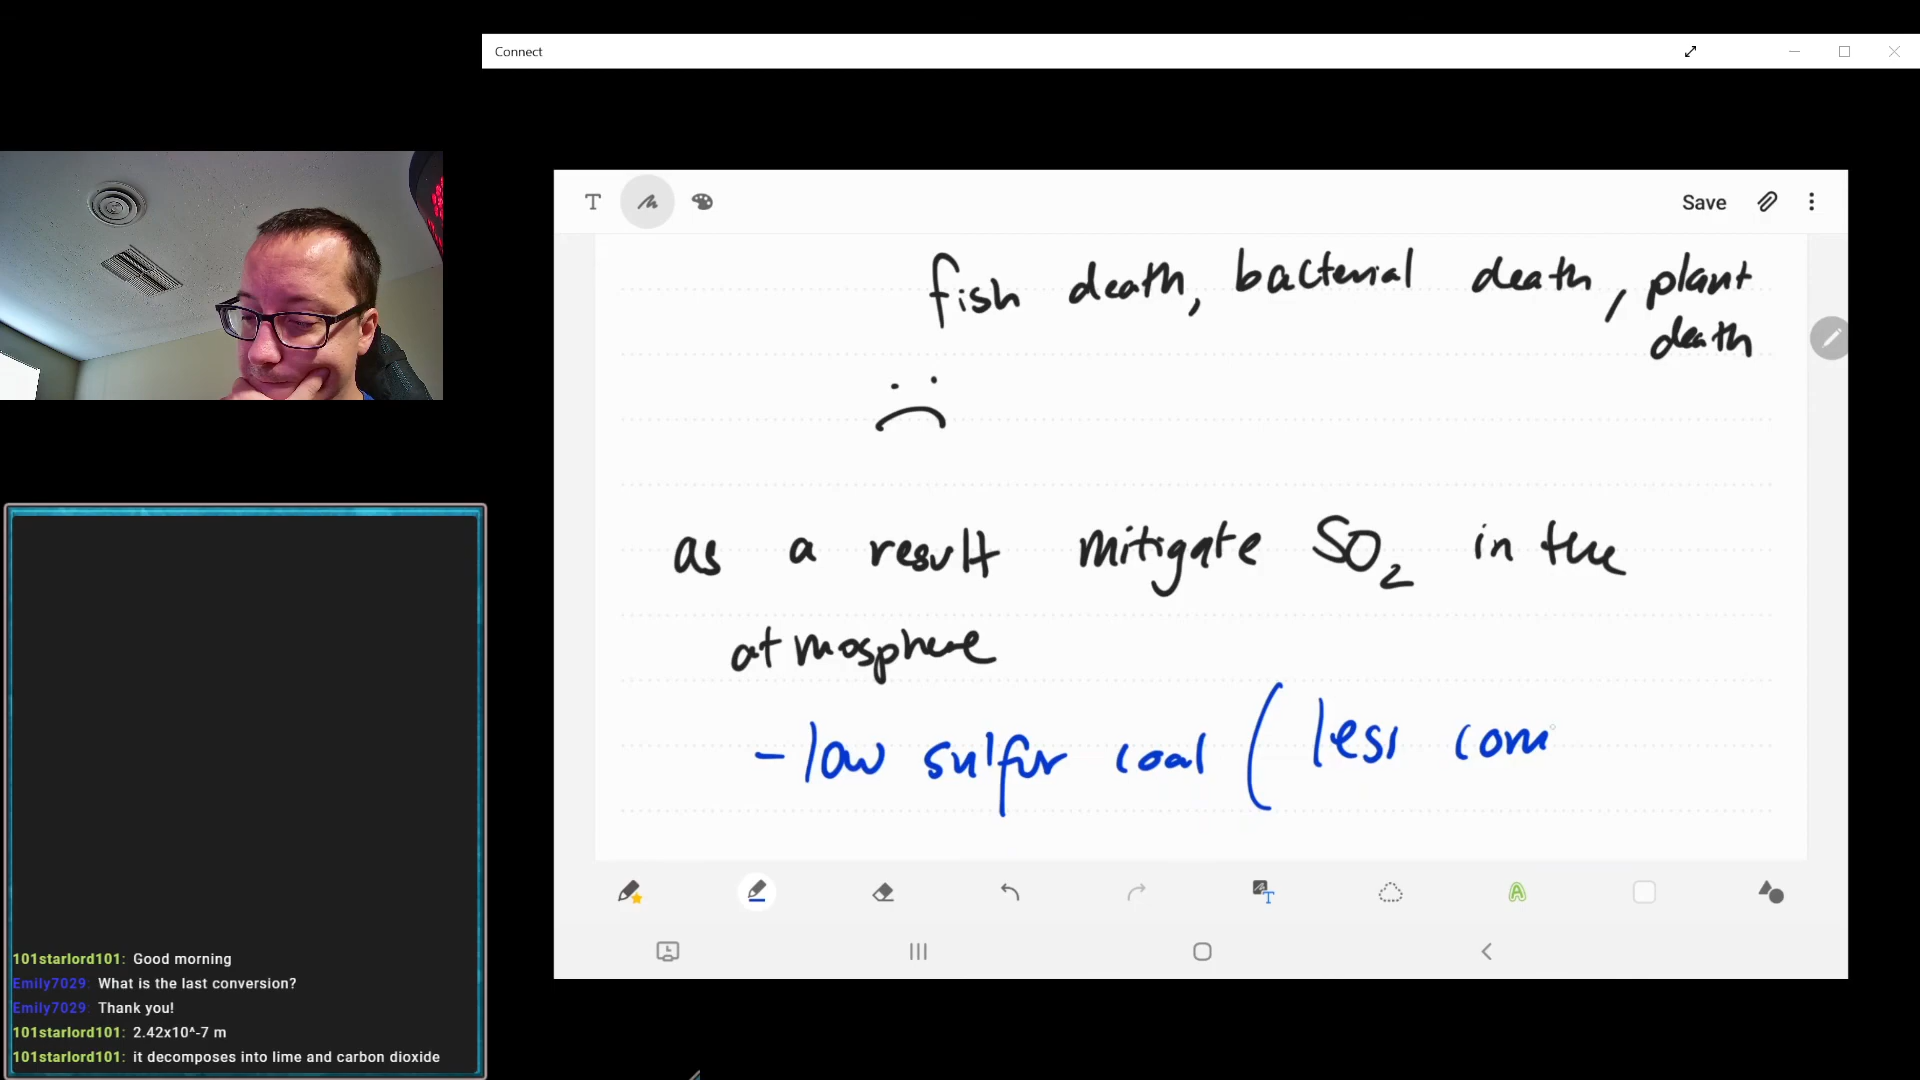 Connect
Save
fish death, bacterial death, plant
death
as a result mitigate SO₂ in the
atmosphere
- low sulfur coal ( less com
101starlord101: Good morning
Emily7029: What is the last conversion?
Emily7029: Thank you!
101starlord101: 2.42x10^-7 m
101starlord101: it decomposes into lime and carbon dioxide